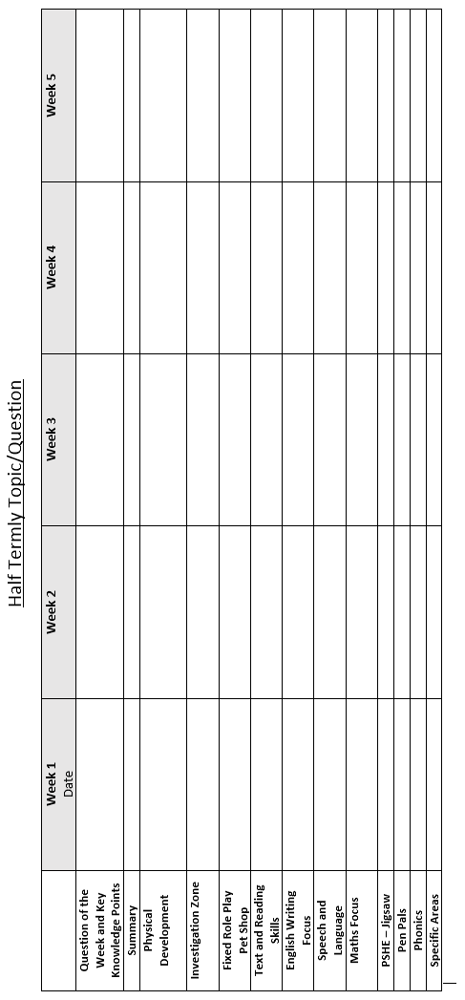 Half Termly Topic/Question
Week 1
Date
Week 2
Week 3
Week 4
Week 5
Question of the
Week and Key
Knowledge Points
Summary
Physical
Development
Investigation Zone
Fixed Role Play
Pet Shop
Text and Reading
Skills
English Writing
Focus
Speech and
Language
Maths Focus
PSHE – Jigsaw
Pen Pals
Phonics
Specific Areas